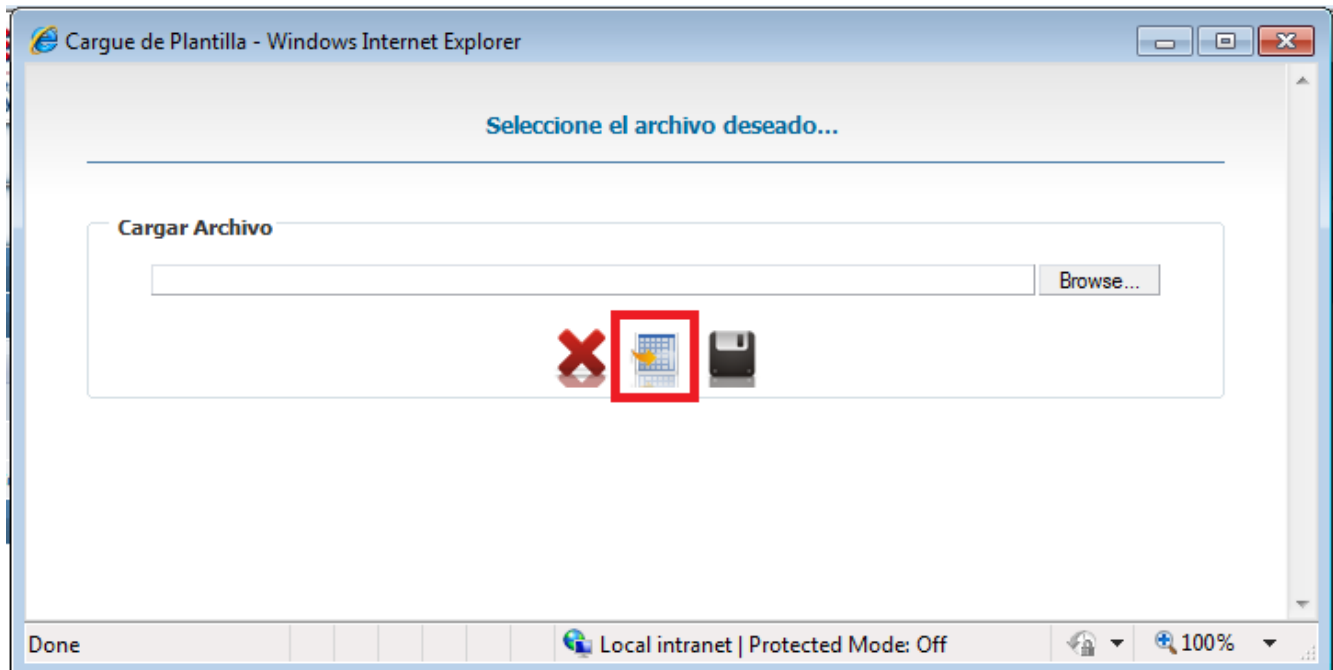 Cargue de Plantilla - Windows Internet Explorer
Seleccione el archivo deseado...
Cargar Archivo
Browse...
Done
Local intranet | Protected Mode: Off
100%